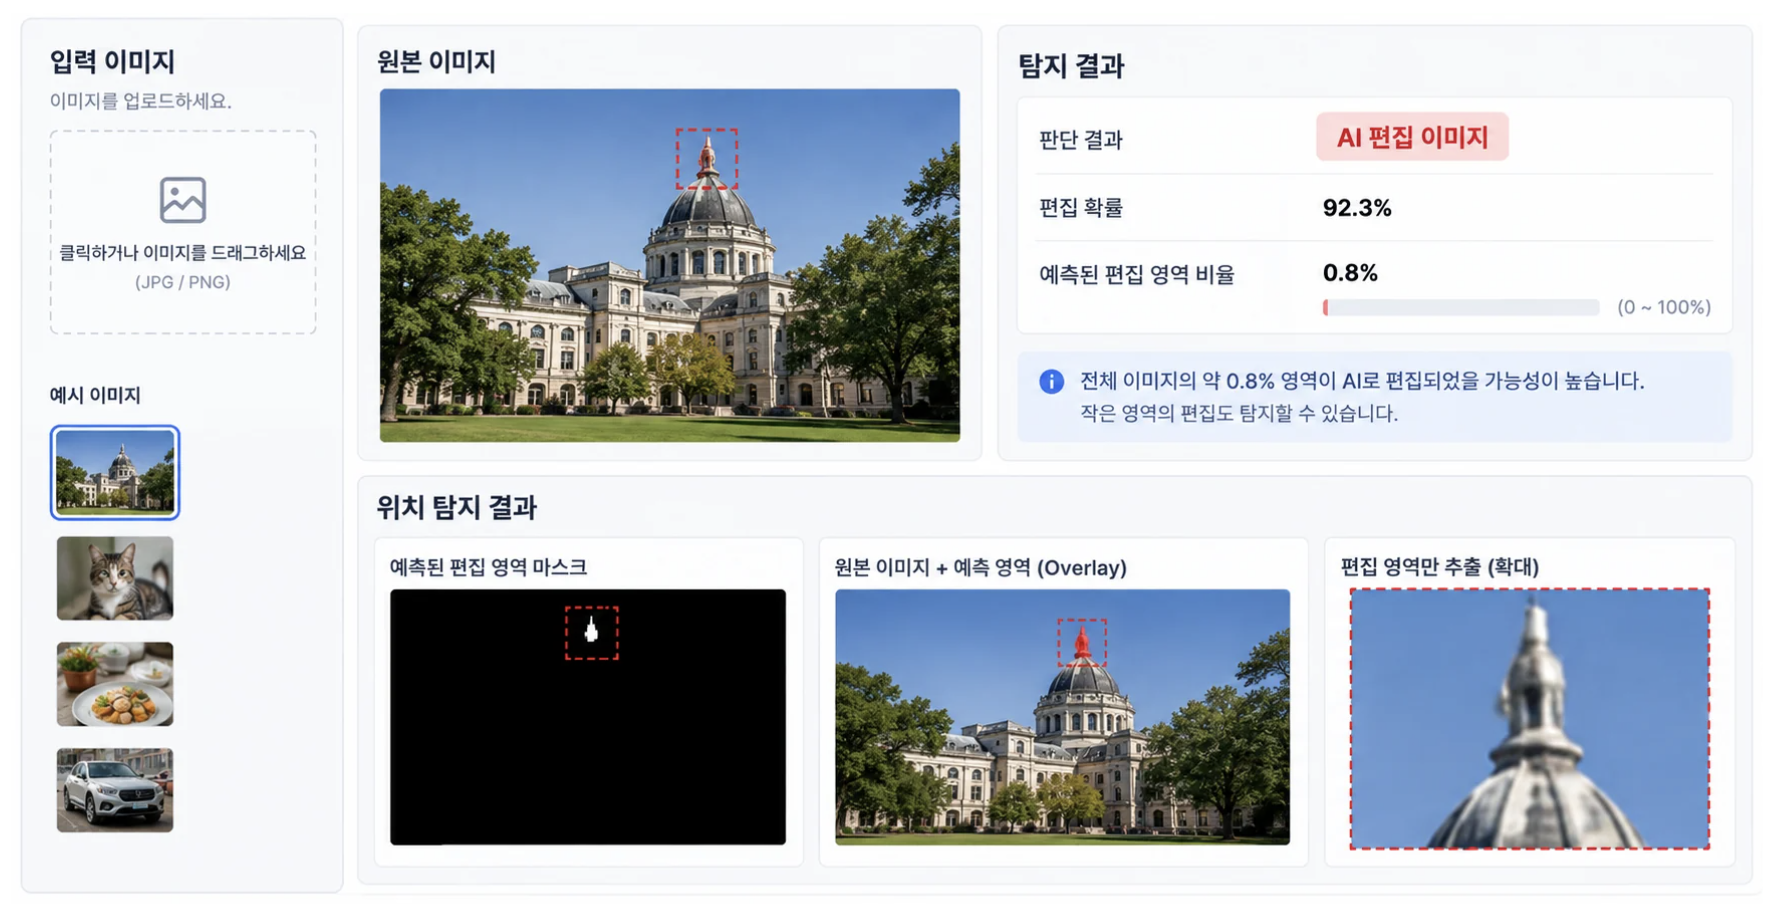 입력 이미지
이미지를 업로드하세요.
클릭하거나 이미지를 드래그하세요
(JPG / PNG)
예시 이미지
원본 이미지
탐지 결과
판단 결과
AI 편집 이미지
편집 확률
92.3%
예측된 편집 영역 비율
0.8%
(0 ~ 100%)
전체 이미지의 약 0.8% 영역이 AI로 편집되었을 가능성이 높습니다.
작은 영역의 편집도 탐지할 수 있습니다.
위치 탐지 결과
예측된 편집 영역 마스크
원본 이미지 + 예측 영역 (Overlay)
편집 영역만 추출 (확대)